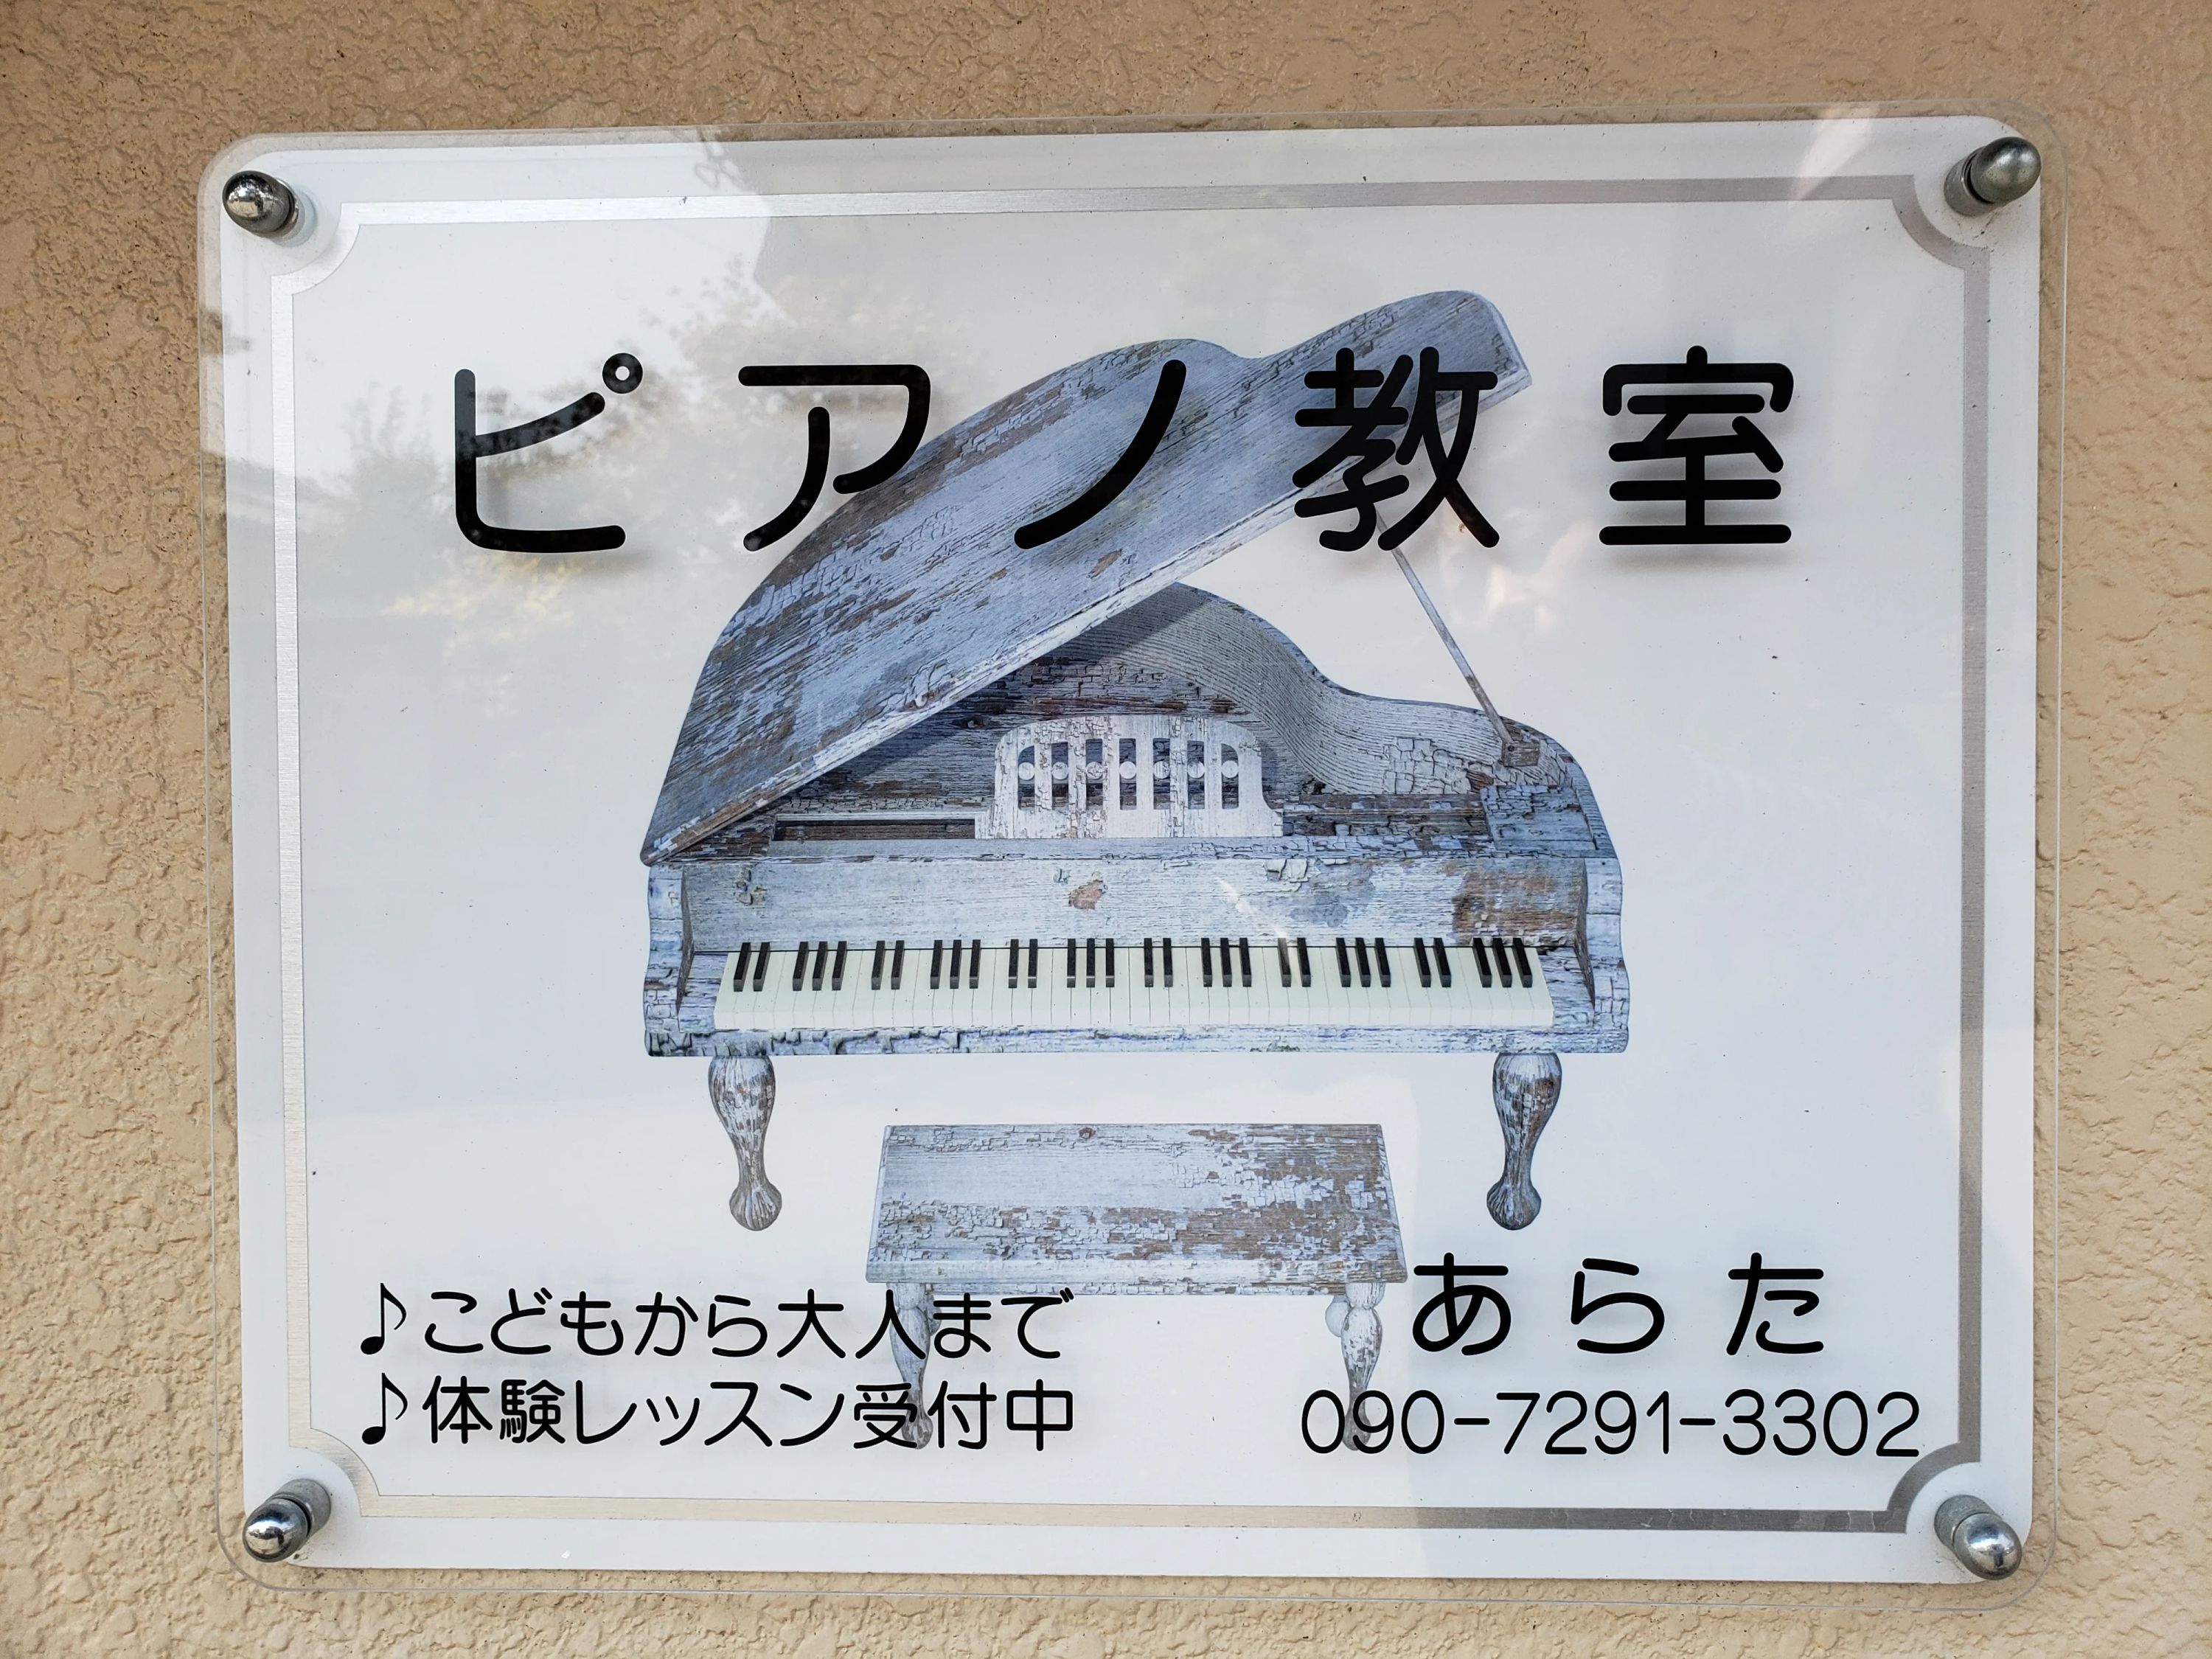 ピアノ教室
♪こどもから大人まで
♪体験レッスン受付中
あらた
090-7291-3302